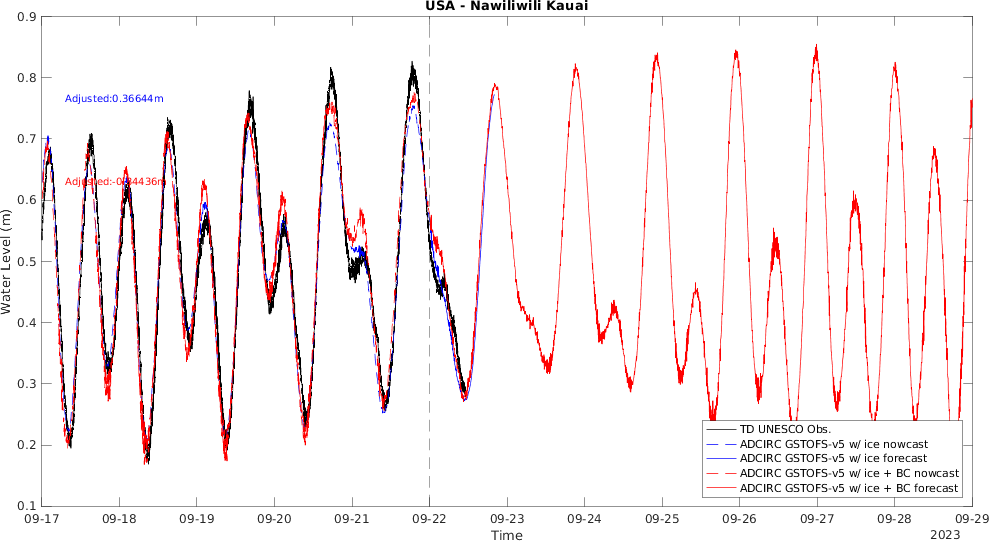 USA - Nawiliwili Kauai
0.9
0.8
0.7
0.6
0.5
0.4
0.3
0.2
0.1
Water Level (m)
Adjusted:0.36644m
TD UNESCO Obs.
ADCIRC GSTOFS-v5 w/ ice nowcast
ADCIRC GSTOFS-v5 w/ ice forecast
ADCIRC GSTOFS-v5 w/ ice + BC nowcast
ADCIRC GSTOFS-v5 w/ ice + BC forecast
09-17 09-18 09-19 09-20 09-21 09-22 09-23 09-24 09-25 09-26 09-27 09-28 09-29
Time
2023